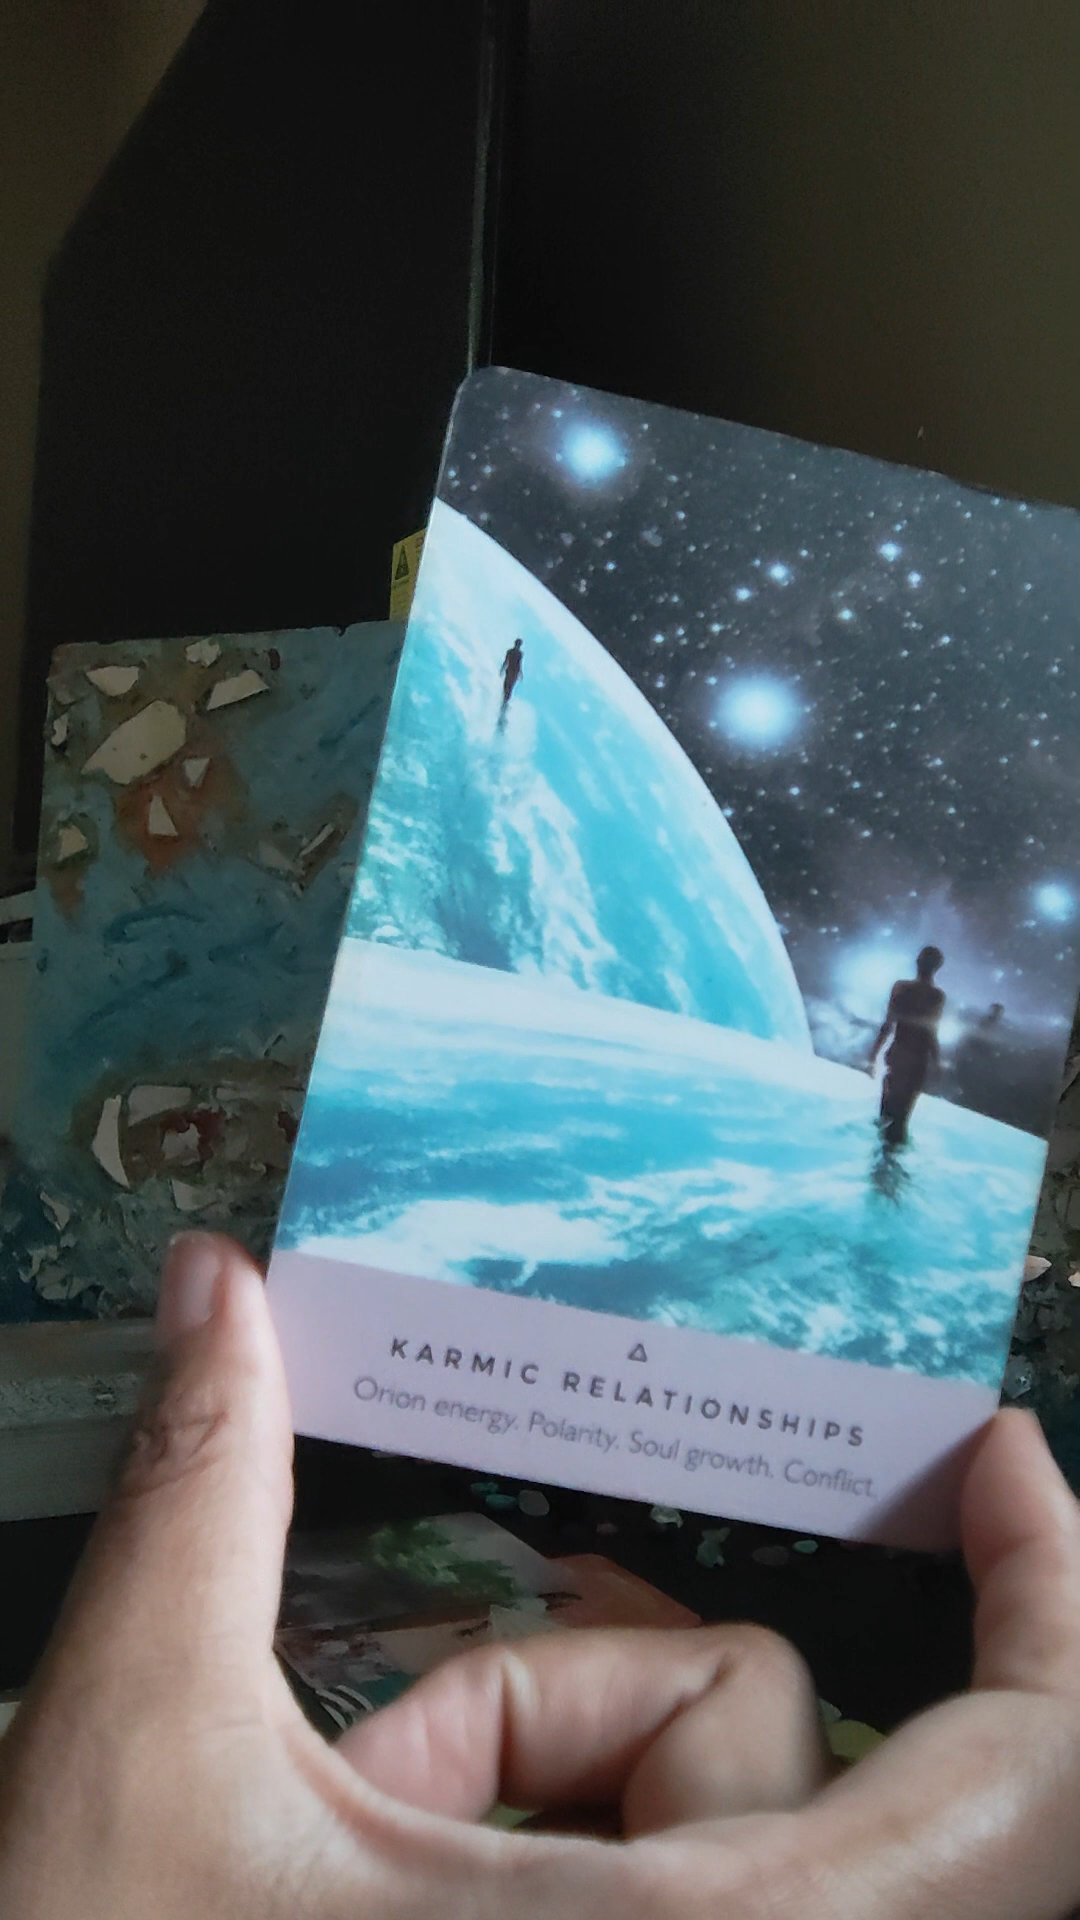 KARMIC RELATIONSHIPS
Orion energy. Polarity. Soul growth. Conflict.